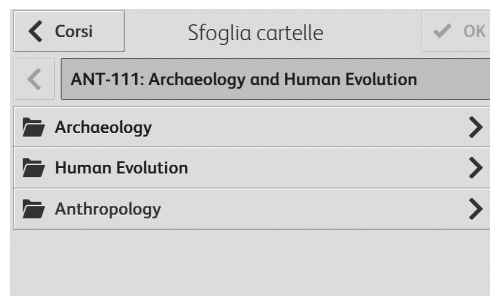 Corsi
Sfoglia cartelle
OK
ANT-111: Archaeology and Human Evolution
Archaeology
Human Evolution
Anthropology